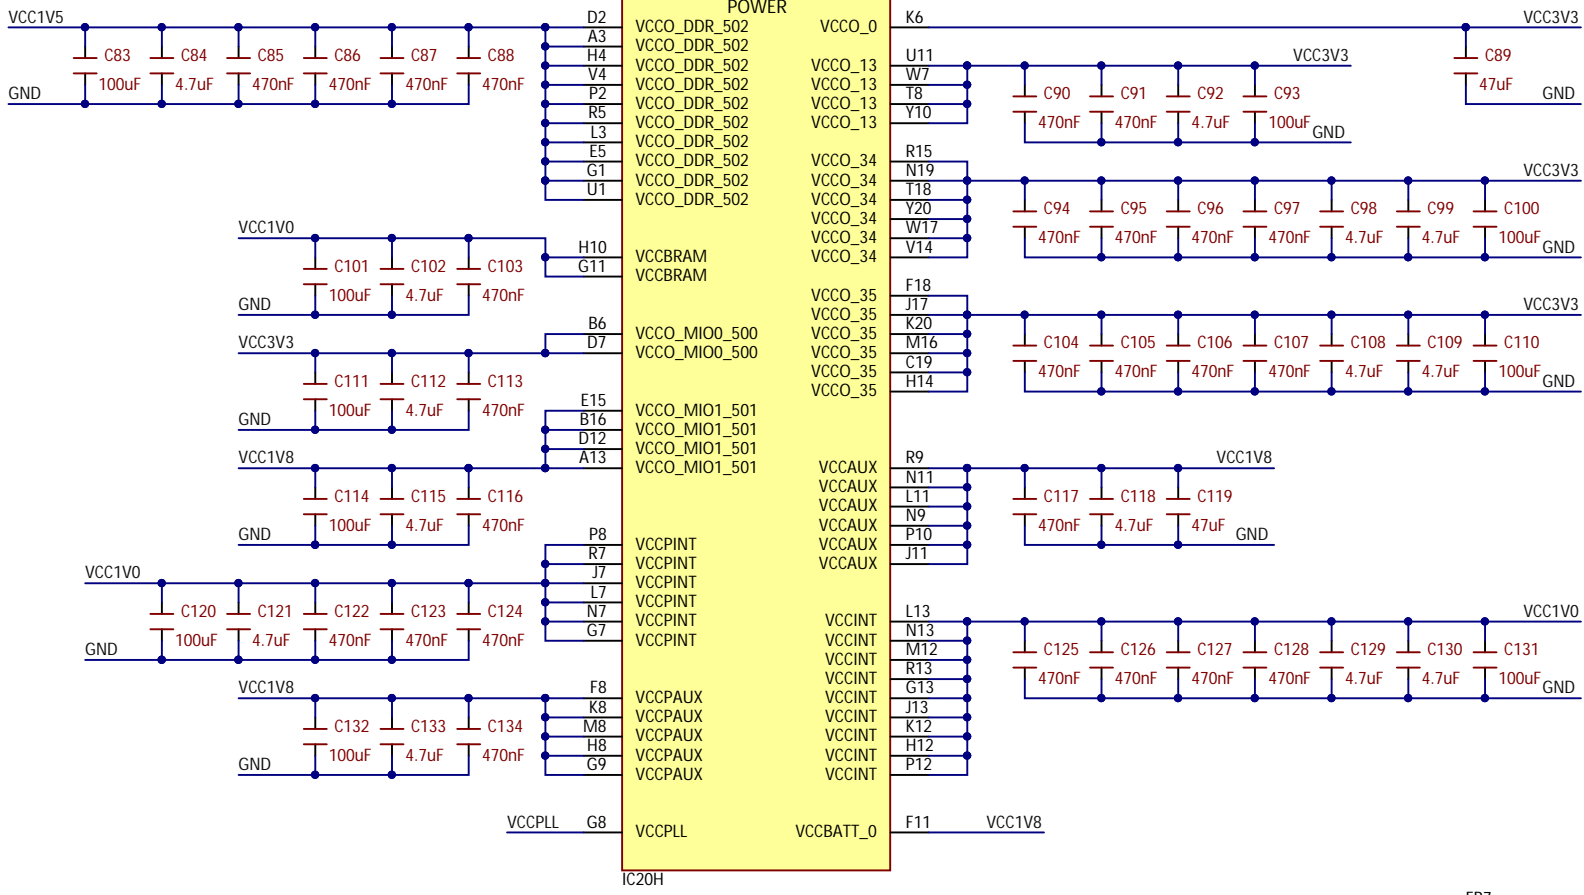 POWER
VCC1V5 D2 VCCO_DDR_502 VCCO_0 K6 VCC3V3
A3 VCCO_DDR_502
C83 C84 C85 C86 C87 C88 H4 VCCO_DDR_502 VCCO_13 U11 VCC3V3 C89
100uF 4.7uF 470nF 470nF 470nF 470nF V4 VCCO_DDR_502 VCCO_13 W7 47uF
GND P2 VCCO_DDR_502 VCCO_13 T8 C90 C91 C92 C93 GND
R5 VCCO_DDR_502 VCCO_13 Y10 470nF 470nF 4.7uF 100uF
L3 VCCO_DDR_502 GND
E5 VCCO_DDR_502 VCCO_34 R15
G1 VCCO_DDR_502 VCCO_34 N19 VCC3V3
U1 VCCO_DDR_502 VCCO_34 T18
VCCO_34 Y20 C94 C95 C96 C97 C98 C99 C100
VCC1V0 VCCO_34 W17 470nF 470nF 470nF 470nF 4.7uF 4.7uF 100uF
H10 VCCBRAM VCCO_34 V14 GND
C101 C102 C103 G11 VCCBRAM
100uF 4.7uF 470nF VCCO_35 F18
GND VCCO_35 J17 VCC3V3
B6 VCCO_MIO0_500 VCCO_35 K20
VCC3V3 D7 VCCO_MIO0_500 VCCO_35 M16 C104 C105 C106 C107 C108 C109 C110
VCCO_35 C19 470nF 470nF 470nF 470nF 4.7uF 4.7uF 100uF
C111 C112 C113 VCCO_35 H14 GND
100uF 4.7uF 470nF E15 VCCO_MIO1_501
GND B16 VCCO_MIO1_501
D12 VCCO_MIO1_501
VCC1V8 A13 VCCO_MIO1_501 VCCAUX R9 VCC1V8
VCCAUX N11
C114 C115 C116 VCCAUX L11 C117 C118 C119
100uF 4.7uF 470nF VCCAUX N9 470nF 4.7uF 47uF
GND P8 VCCPINT VCCAUX P10 GND
R7 VCCPINT VCCAUX J11
VCC1V0 J7 VCCPINT
L7 VCCPINT
C120 C121 C122 C123 C124 N7 VCCPINT VCCINT L13 VCC1V0
100uF 4.7uF 470nF 470nF 470nF G7 VCCPINT VCCINT N13
GND VCCINT M12 C125 C126 C127 C128 C129 C130 C131
VCCINT R13 470nF 470nF 470nF 470nF 4.7uF 4.7uF 100uF
VCC1V8 F8 VCCPAUX VCCINT G13 GND
K8 VCCPAUX VCCINT J13
C132 C133 C134 M8 VCCPAUX VCCINT K12
100uF 4.7uF 470nF H8 VCCPAUX VCCINT H12
GND G9 VCCPAUX VCCINT P12
VCCPLL G8 VCCPLL VCCBATT_0 F11 VCC1V8
IC20H